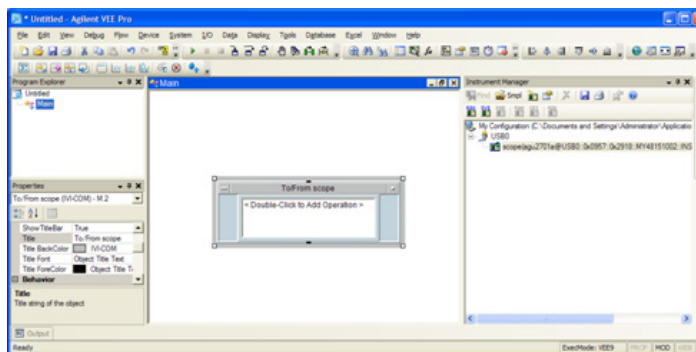 * Untitled - Agilent VEE Pro
File Edit View Debug Flow Device System I/O Data Display Tools Database Excel Window Help
Program Explorer
Untitled
Main
Main
Instrument Manager
Find Smpl
My Configuration (C:\Documents and Settings\Administrator\Applicatio
USB0
scope(agu2701a@USB0::0x0957::0x2918::MY48151002::INS
To/From scope
< Double-Click to Add Operation >
Properties
To/From scope (IVI-COM) - M.2
ShowTitleBar True
Title To/From scope
Title BackColor IVI-COM
Title Font Object Title Text
Title ForeColor Object Title T
Behavior
Title
Title string of the object
Output
Ready
ExecMode: VEE9 PROF MOD WEB